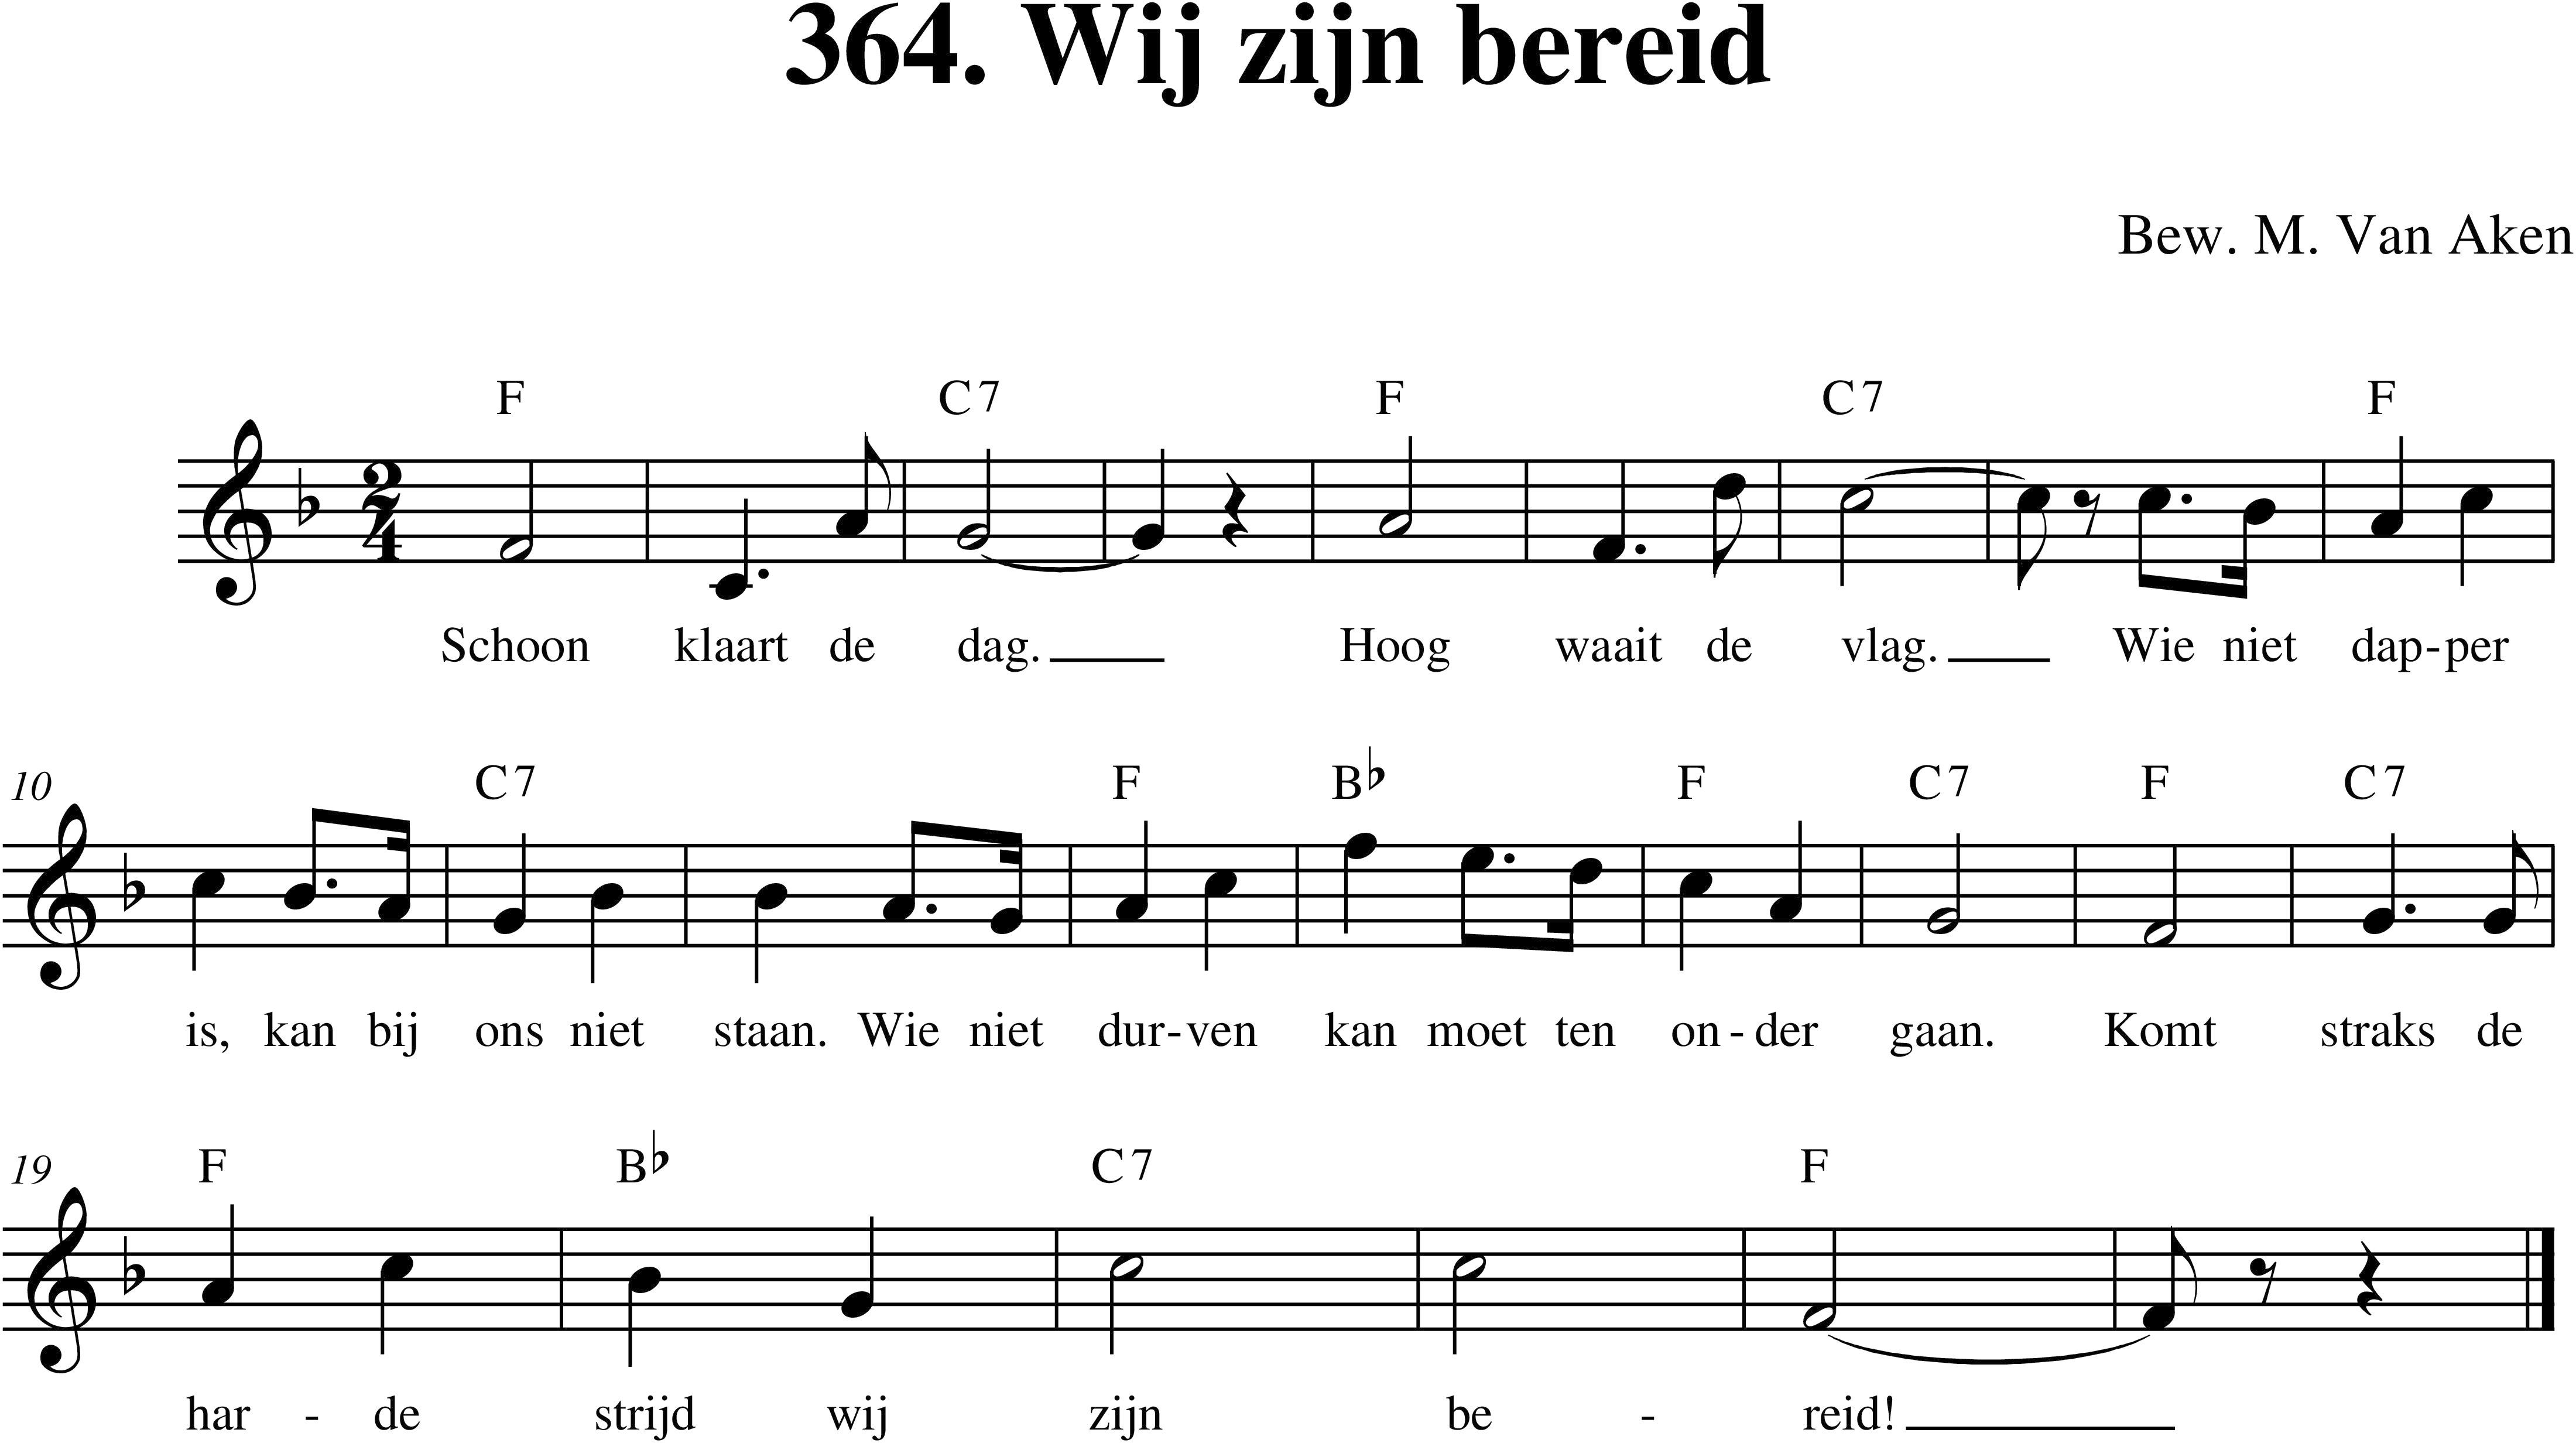 364. Wij zijn bereid
Bew. M. Van Aken
F C7 F C7 F
2
4
Schoon klaart de dag. Hoog waait de vlag. Wie niet dap-per
10 C7 F B♭ F C7 F C7
is, kan bij ons niet staan. Wie niet dur-ven kan moet ten on-der gaan. Komt straks de
19 F B♭ C7 F
har - de strijd wij zijn be - reid!